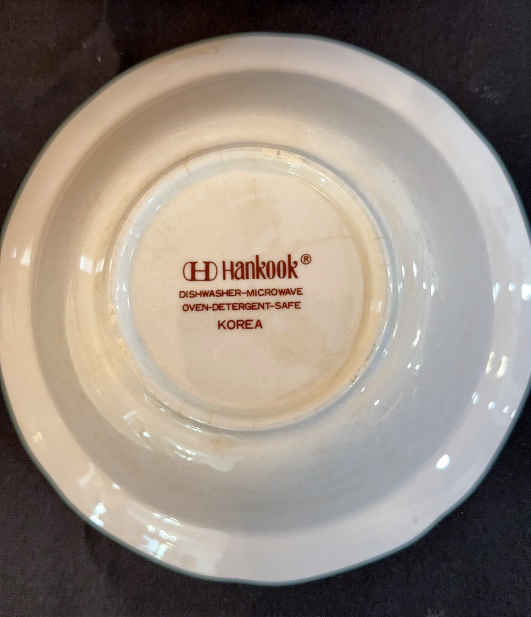 H Hankook®
DISHWASHER-MICROWAVE
OVEN-DETERGENT-SAFE
KOREA